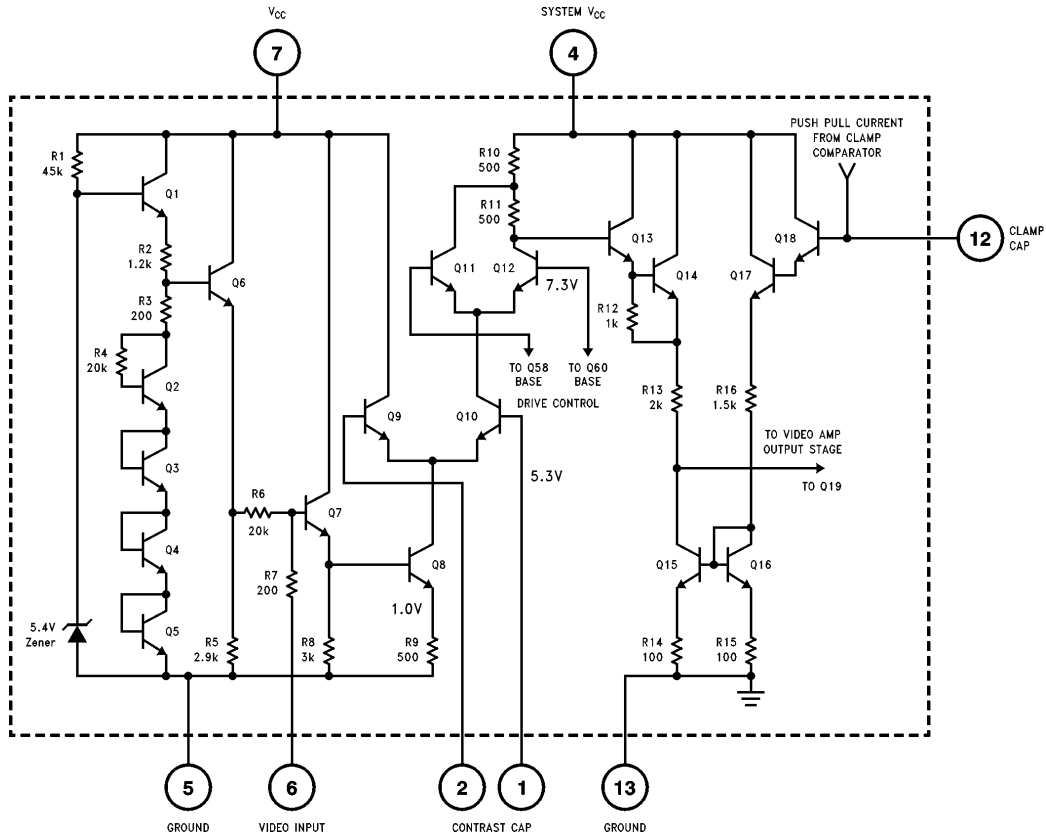 V_CC
SYSTEM V_CC
7
4
PUSH PULL CURRENT
FROM CLAMP
COMPARATOR
R1
45k
R10
500
Q1
R11
500
R2
1.2k
Q6
Q11
Q12
Q13
Q18
12
CLAMP
CAP
Q14
Q17
7.3V
R3
200
R12
1k
R4
20k
Q2
TO Q58
BASE
TO Q60
BASE
DRIVE CONTROL
R13
2k
R16
1.5k
Q9
Q10
TO VIDEO AMP
OUTPUT STAGE
TO Q19
Q3
5.3V
R6
20k
Q7
Q4
Q8
Q15
Q16
R7
200
1.0V
5.4V
Zener
Q5
R5
2.9k
R8
3k
R9
500
R14
100
R15
100
5
6
2
1
13
GROUND
VIDEO INPUT
CONTRAST CAP
GROUND